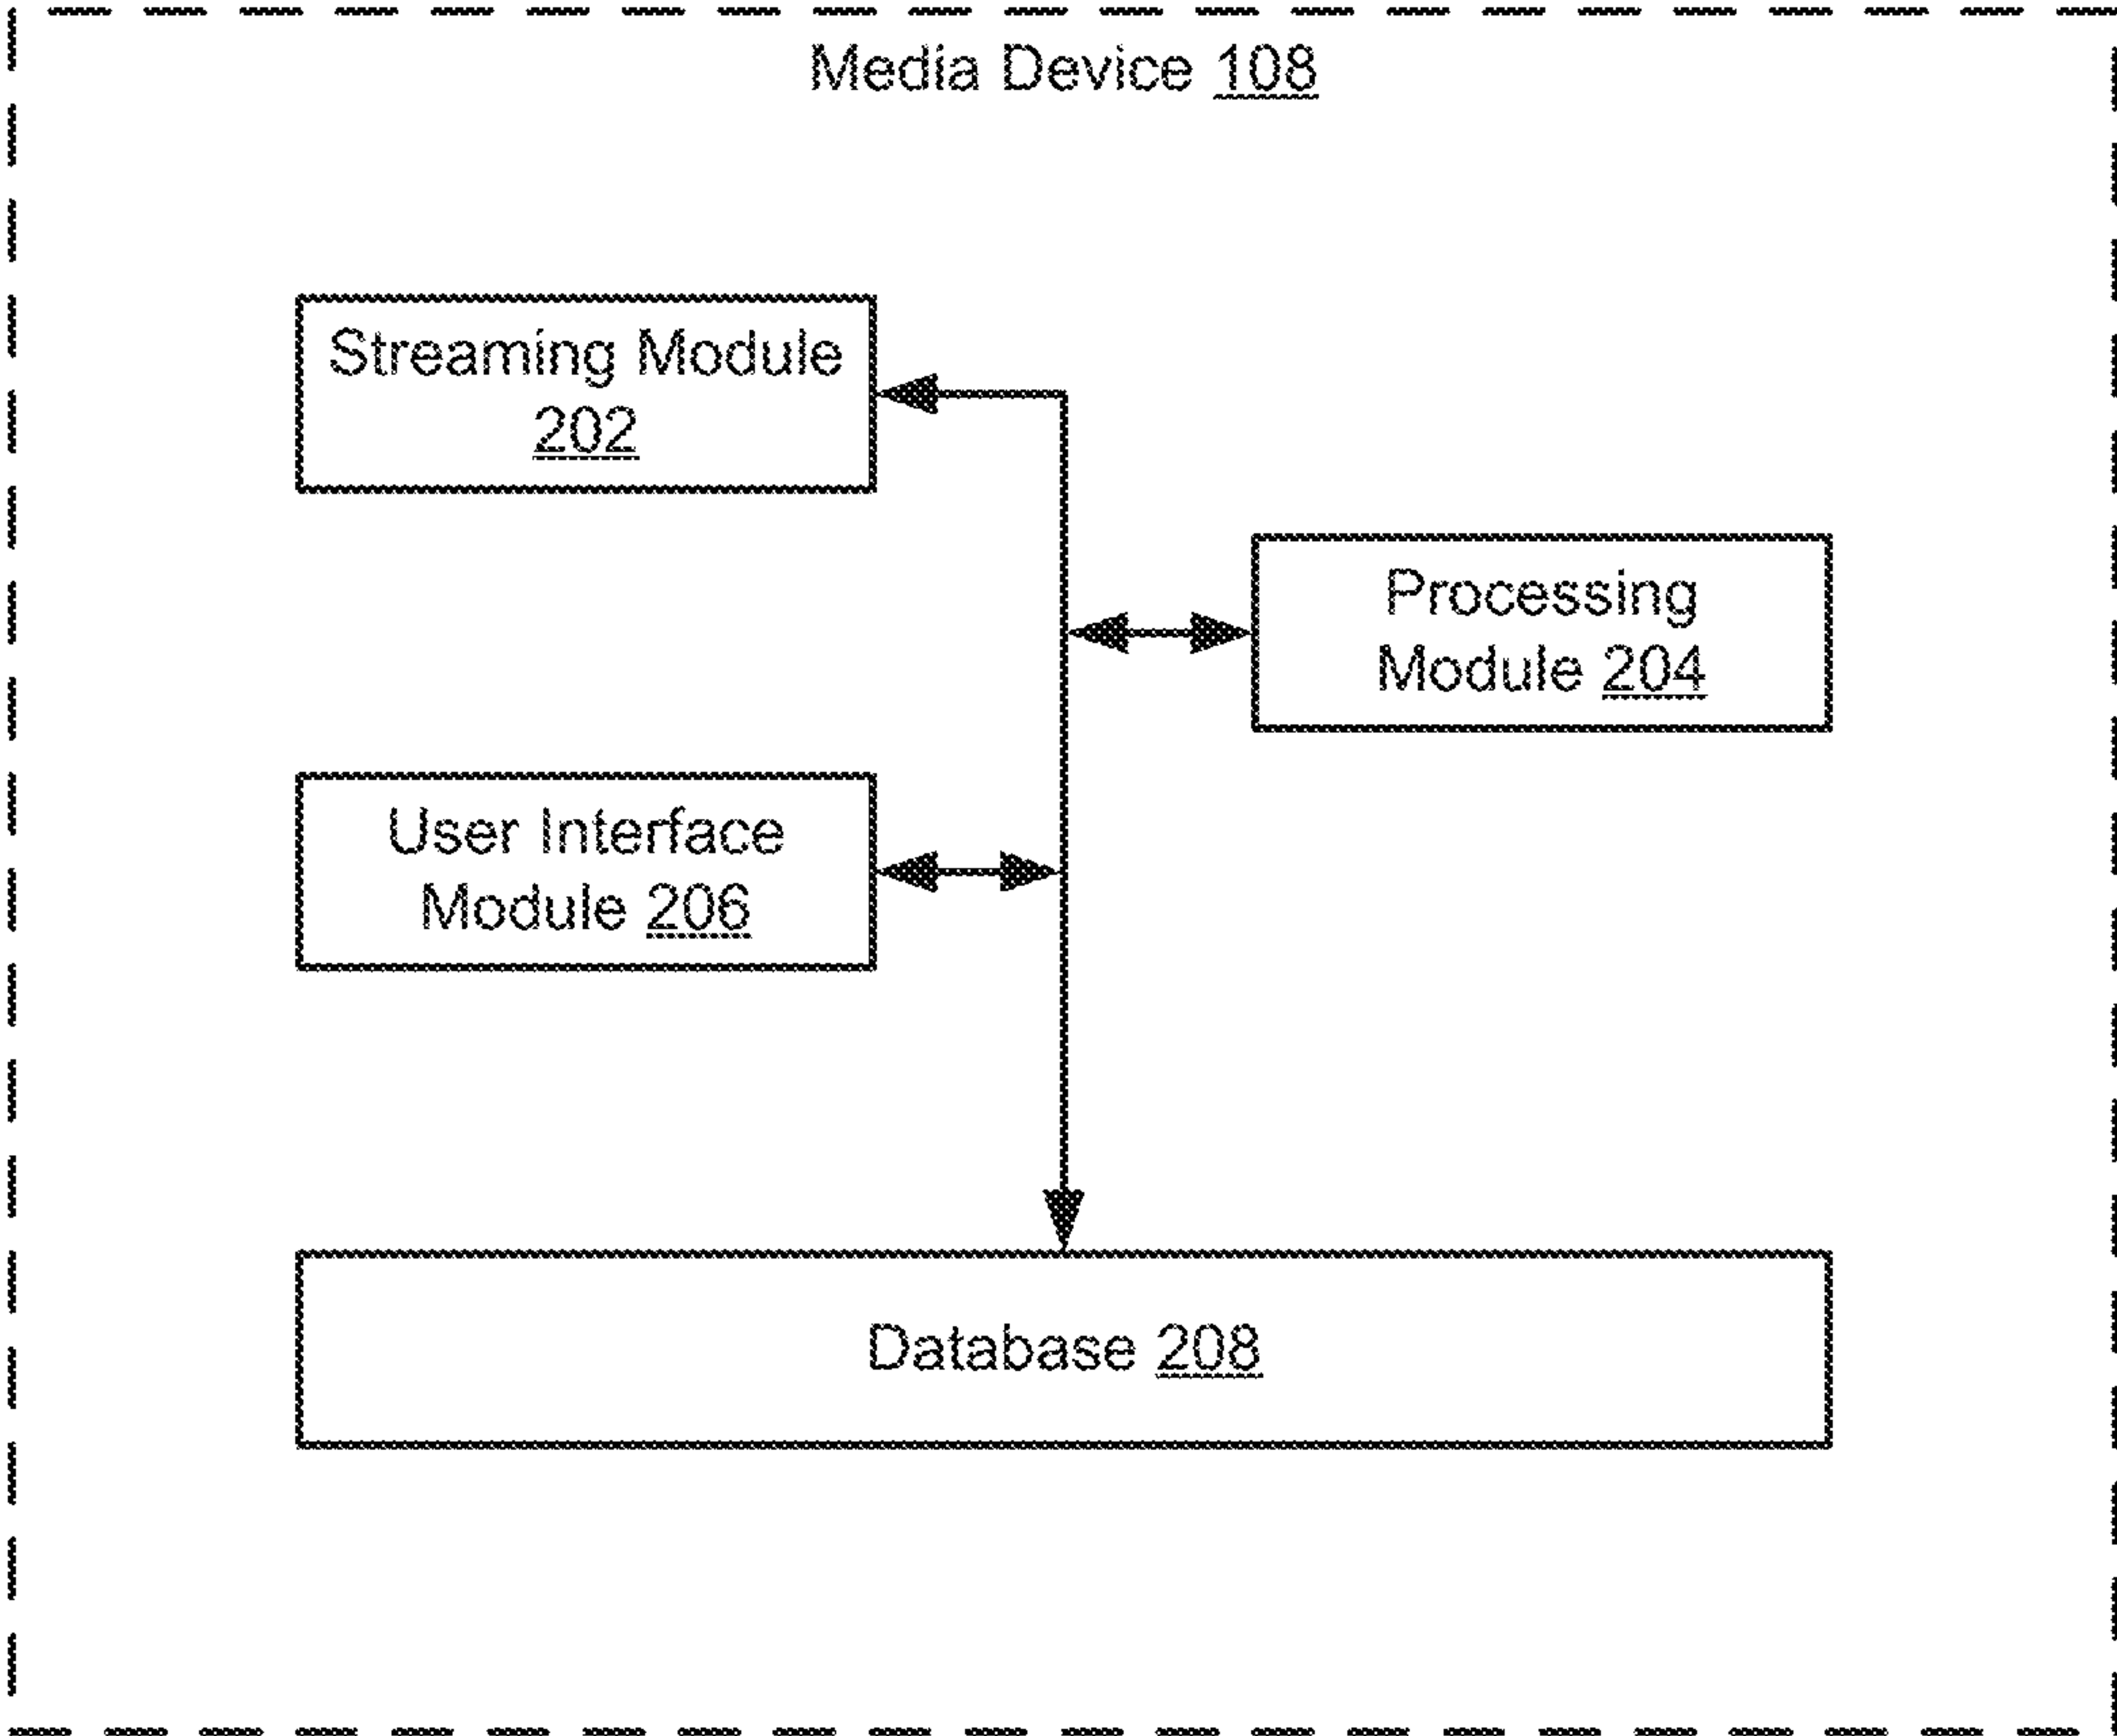 Media Device 108
Streaming Module
202
Processing
Module 204
User Interface
Module 206
Database 208